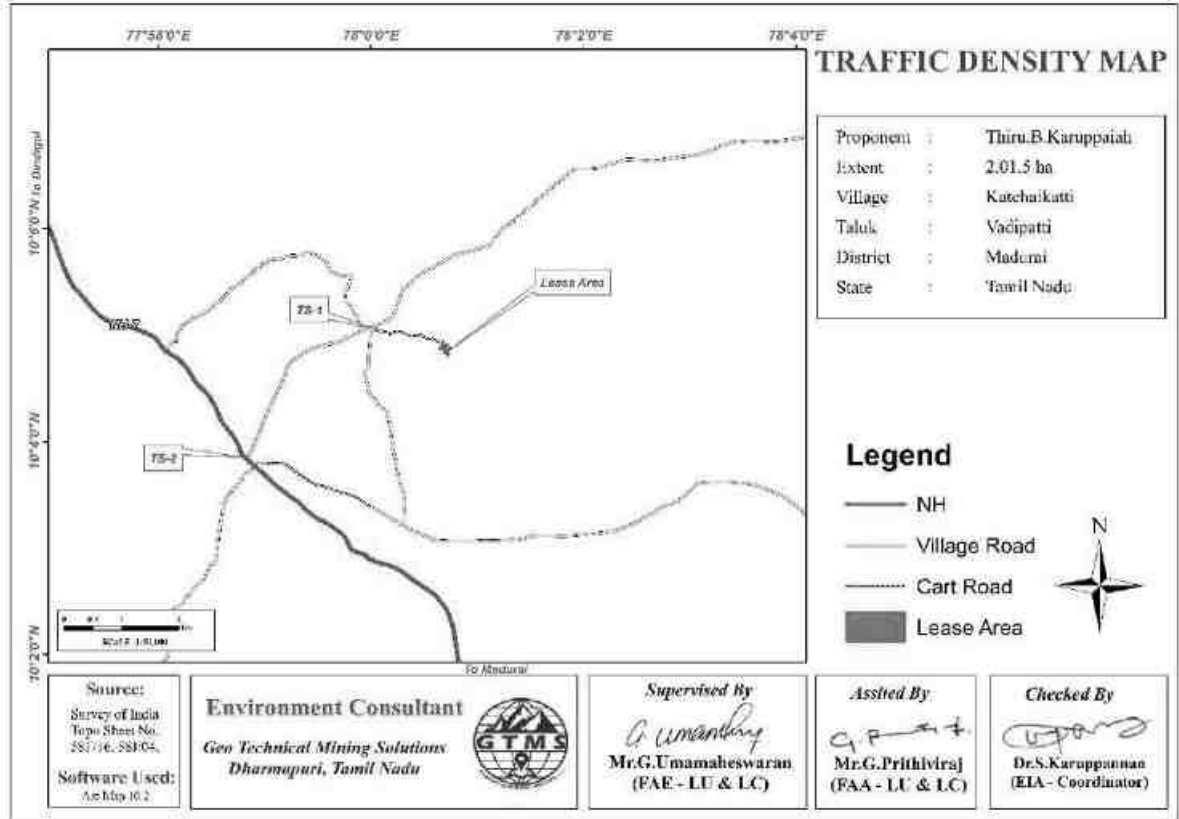 77°58'0"E
78°0'0"E
78°2'0"E
78°4'0"E
TRAFFIC DENSITY MAP
Proponent : Thiru.B.Karuppaiah
Extent : 2.01.5 ha
Village : Katchaikatti
Taluk : Vadipatti
District : Madurai
State : Tamil Nadu
To Dindigul
10°6'0"N
10°4'0"N
10°2'0"N
Lease Area
TS-1
TS-2
To Madurai
SCALE 1:50,000
Legend
NH
Village Road
Cart Road
Lease Area
N
Source:
Survey of India
Topo Sheet No.
Software Used:
Arc Map 10.2
Environment Consultant
Geo Technical Mining Solutions
Dharmapuri, Tamil Nadu
GTMS
Supervised By
Mr.G.Umamaheswaran
(FAE - LU & LC)
Assited By
Mr.G.Prithiviraj
(FAA - LU & LC)
Checked By
Dr.S.Karuppannan
(EIA - Coordinator)